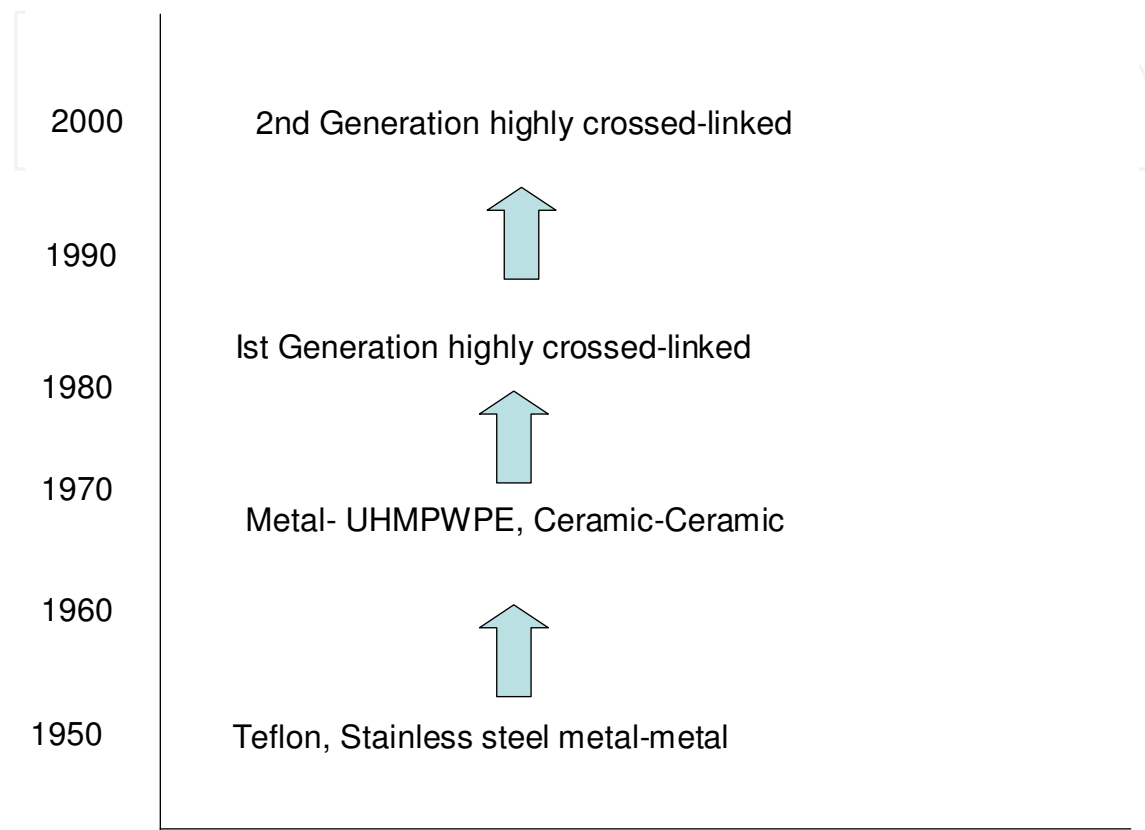 2000
2nd Generation highly crossed-linked
1990
Ist Generation highly crossed-linked
1980
1970
Metal- UHMPWPE, Ceramic-Ceramic
1960
1950
Teflon, Stainless steel metal-metal